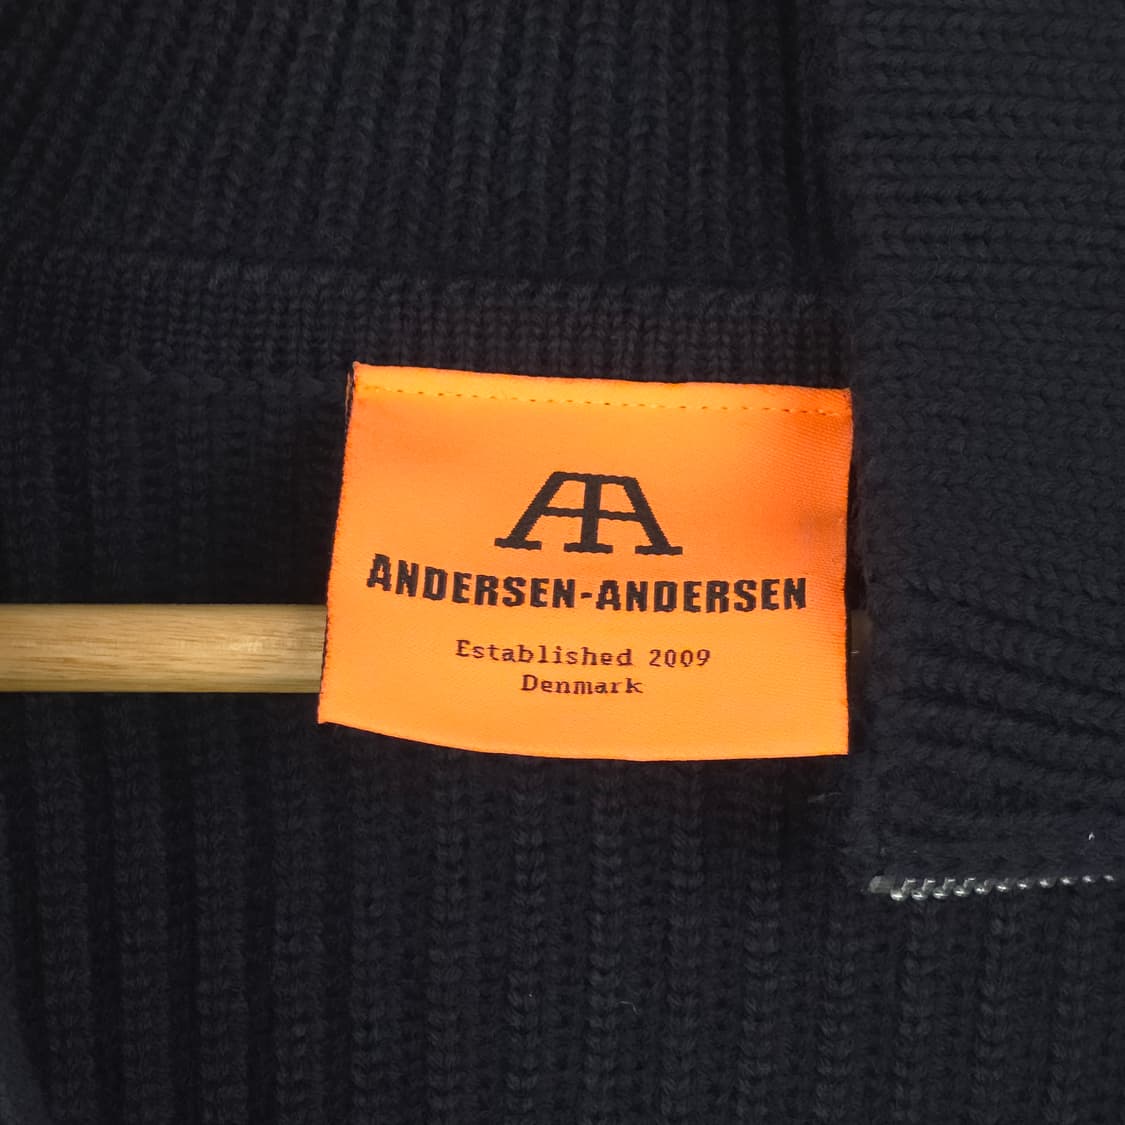 AA
ANDERSEN-ANDERSEN
Established 2009
Denmark